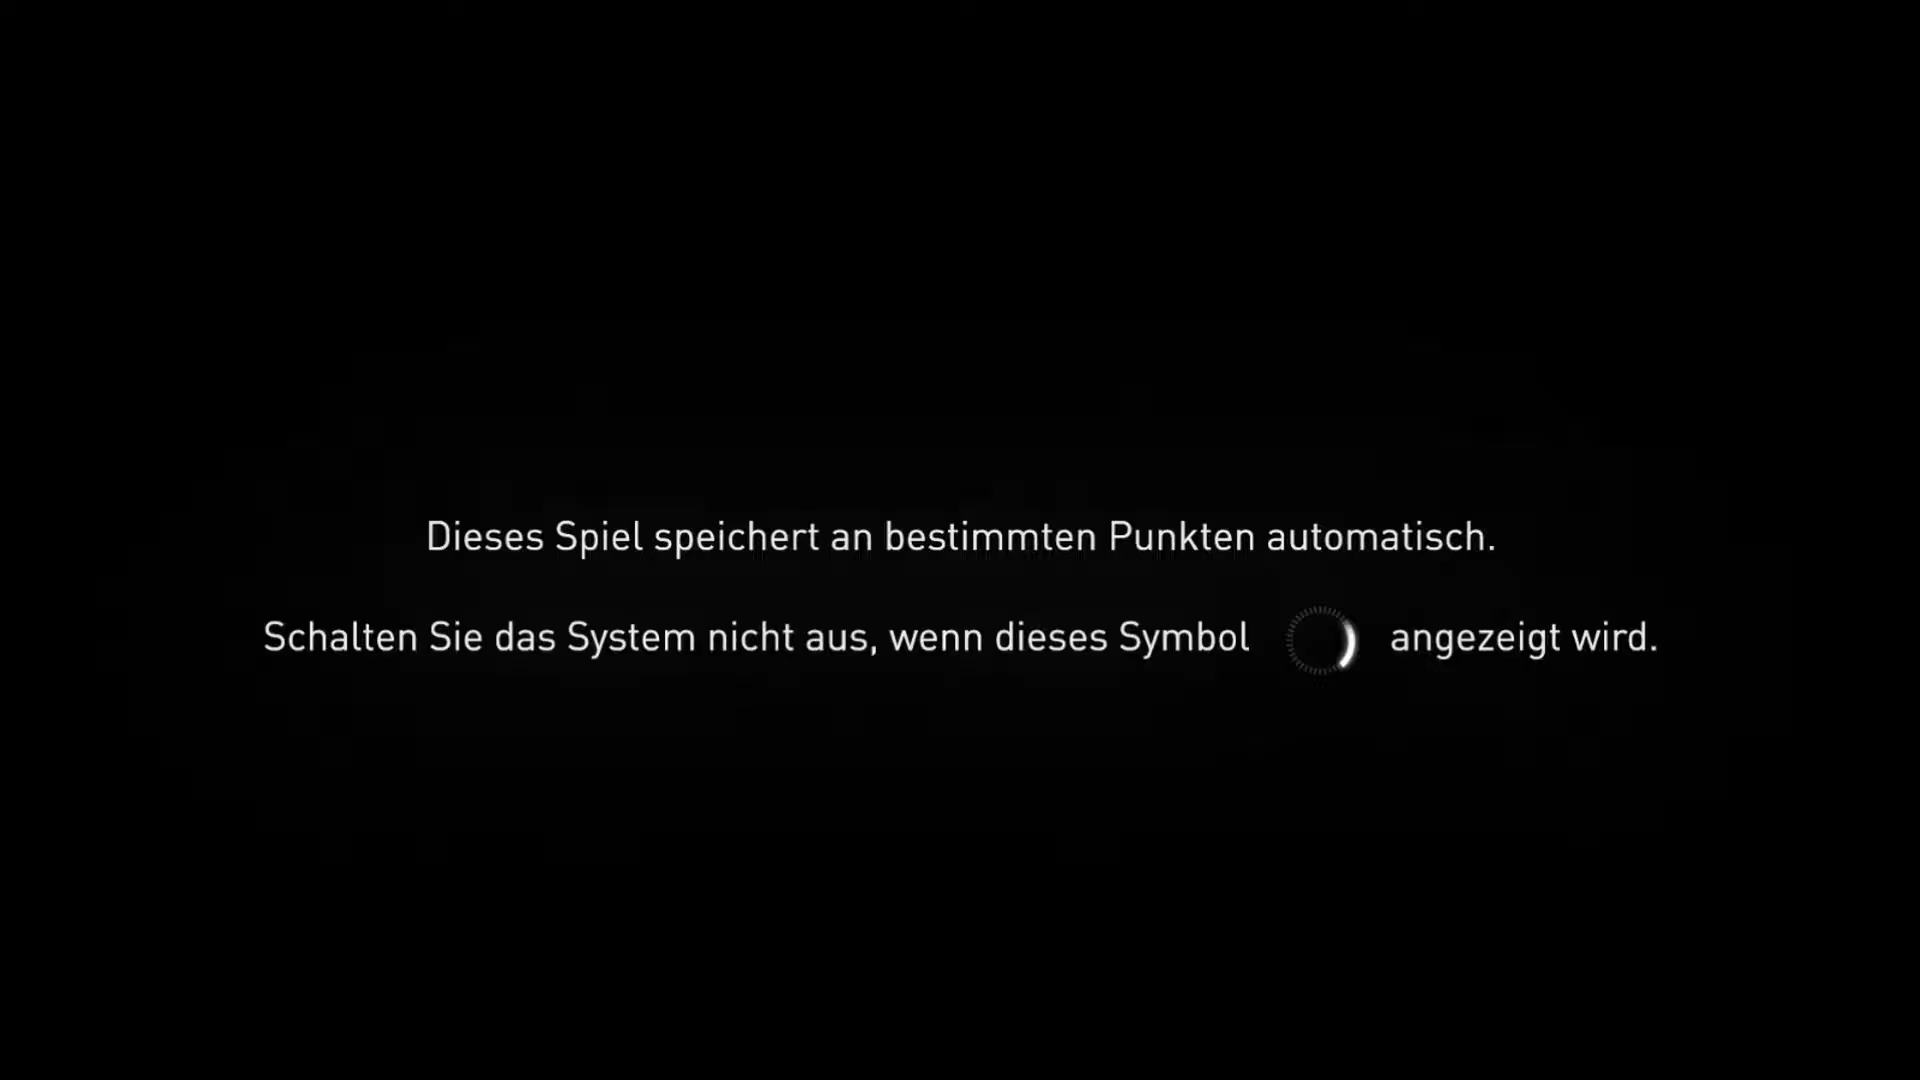 Dieses Spiel speichert an bestimmten Punkten automatisch.
Schalten Sie das System nicht aus, wenn dieses Symbol angezeigt wird.